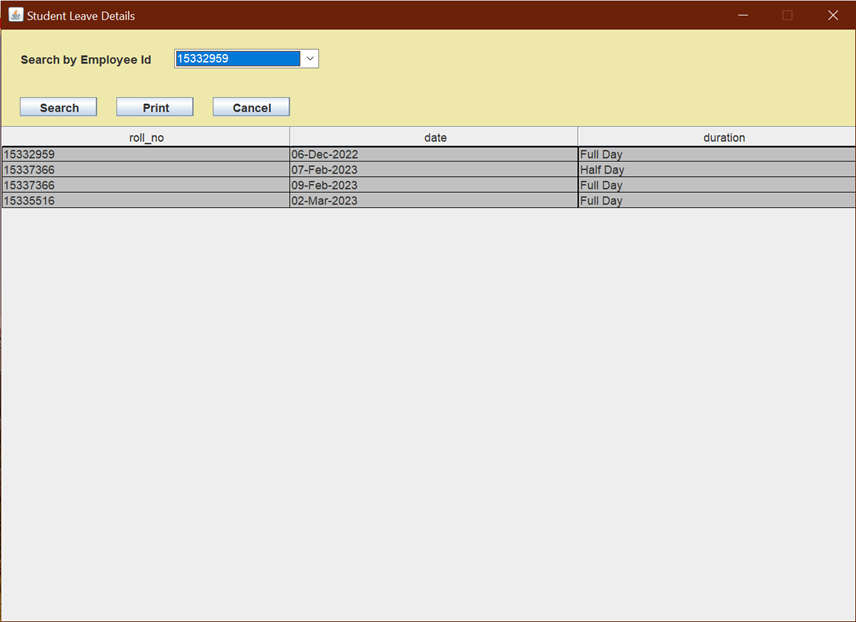 Student Leave Details
Search by Employee Id 15332959
Search Print Cancel
roll_no date duration
15332959 06-Dec-2022 Full Day
15337366 07-Feb-2023 Half Day
15337366 09-Feb-2023 Full Day
15335516 02-Mar-2023 Full Day